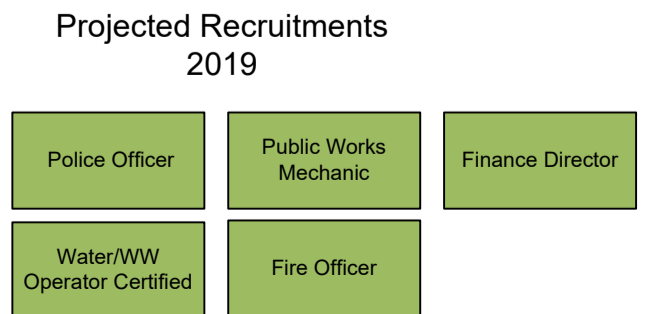 Projected Recruitments
2019
Police Officer
Public Works
Mechanic
Finance Director
Water/WW
Operator Certified
Fire Officer